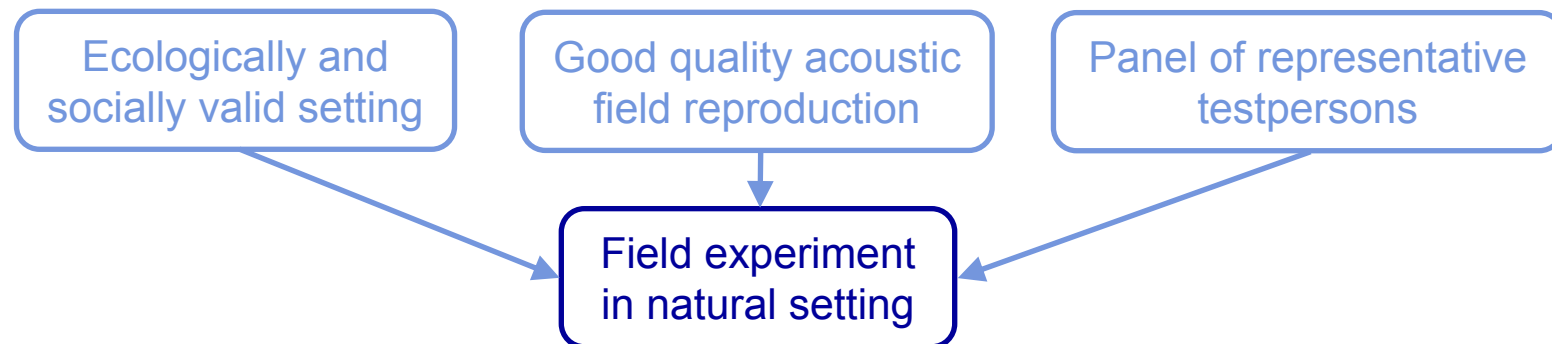 Ecologically and
socially valid setting
Good quality acoustic
field reproduction
Panel of representative
testpersons
Field experiment
in natural setting